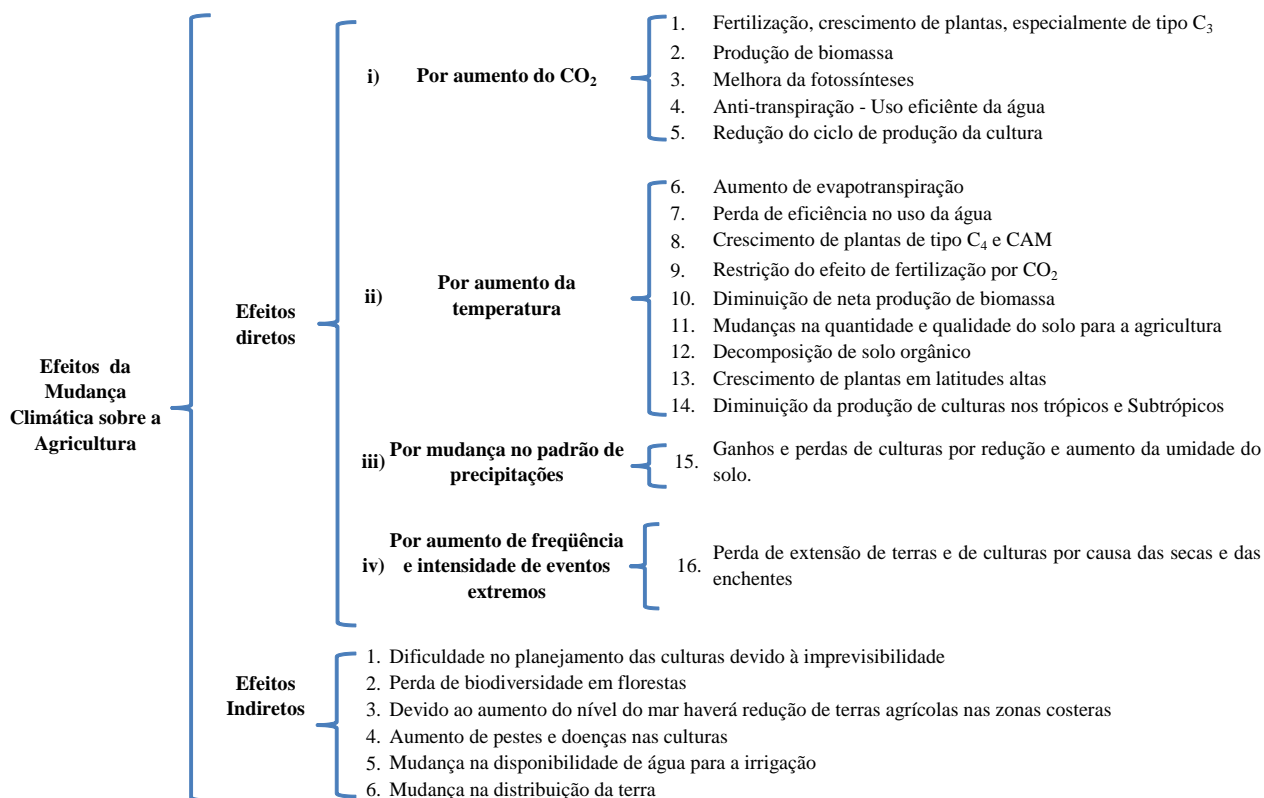 Efeitos da
Mudança
Climática sobre a
Agricultura
Efeitos
diretos
i) Por aumento do CO₂
1. Fertilização, crescimento de plantas, especialmente de tipo C₃
2. Produção de biomassa
3. Melhora da fotossínteses
4. Anti-transpiração - Uso eficiênte da água
5. Redução do ciclo de produção da cultura
ii) Por aumento da
temperatura
6. Aumento de evapotranspiração
7. Perda de eficiência no uso da água
8. Crescimento de plantas de tipo C₄ e CAM
9. Restrição do efeito de fertilização por CO₂
10. Diminuição de neta produção de biomassa
11. Mudanças na quantidade e qualidade do solo para a agricultura
12. Decomposição de solo orgânico
13. Crescimento de plantas em latitudes altas
14. Diminuição da produção de culturas nos trópicos e Subtrópicos
iii) Por mudança no padrão de
precipitações
15. Ganhos e perdas de culturas por redução e aumento da umidade do
solo.
iv) Por aumento de freqüência
e intensidade de eventos
extremos
16. Perda de extensão de terras e de culturas por causa das secas e das
enchentes
Efeitos
Indiretos
1. Dificuldade no planejamento das culturas devido à imprevisibilidade
2. Perda de biodiversidade em florestas
3. Devido ao aumento do nível do mar haverá redução de terras agrícolas nas zonas costeras
4. Aumento de pestes e doenças nas culturas
5. Mudança na disponibilidade de água para a irrigação
6. Mudança na distribuição da terra